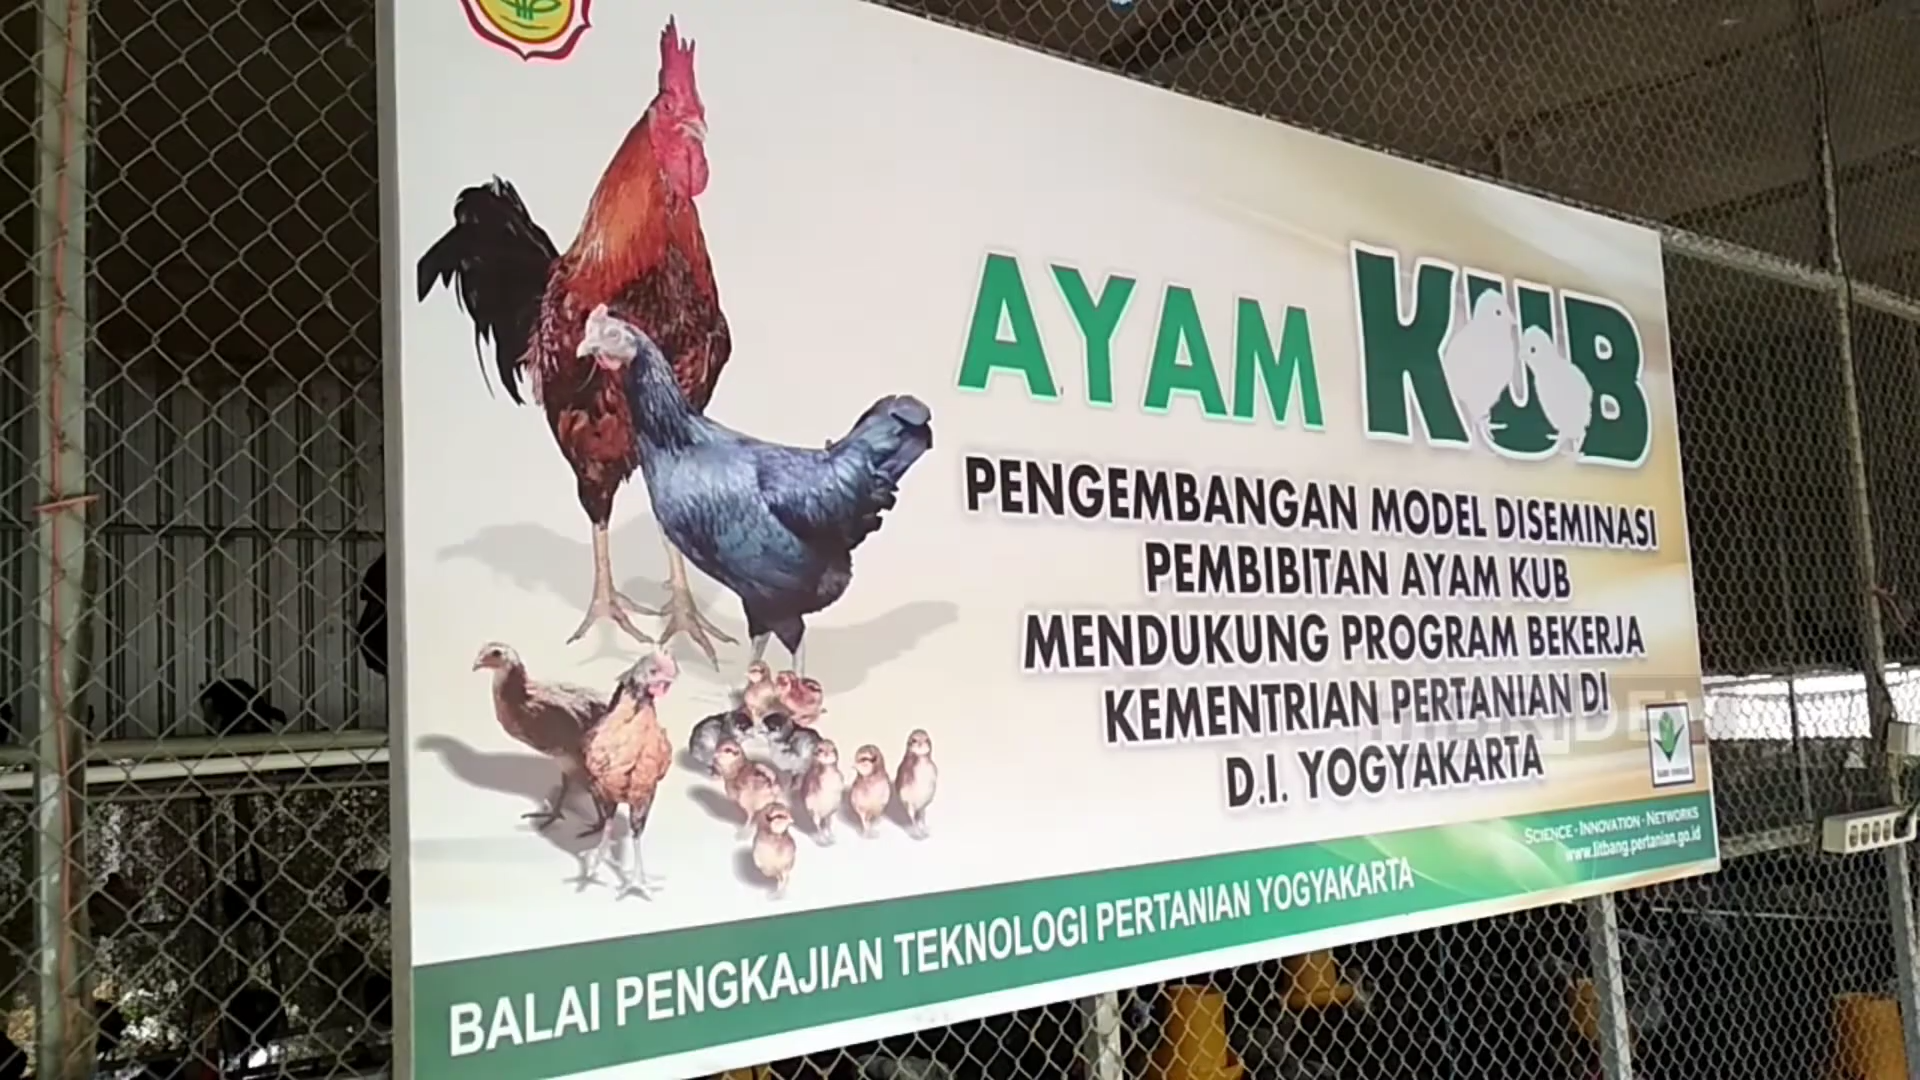 AYAM KUB
PENGEMBANGAN MODEL DISEMINASI
PEMBIBITAN AYAM KUB
MENDUKUNG PROGRAM BEKERJA
KEMENTRIAN PERTANIAN DI
D.I. YOGYAKARTA
SCIENCE · INNOVATION · NETWORKS
www.litbang.pertanian.go.id
BALAI PENGKAJIAN TEKNOLOGI PERTANIAN YOGYAKARTA